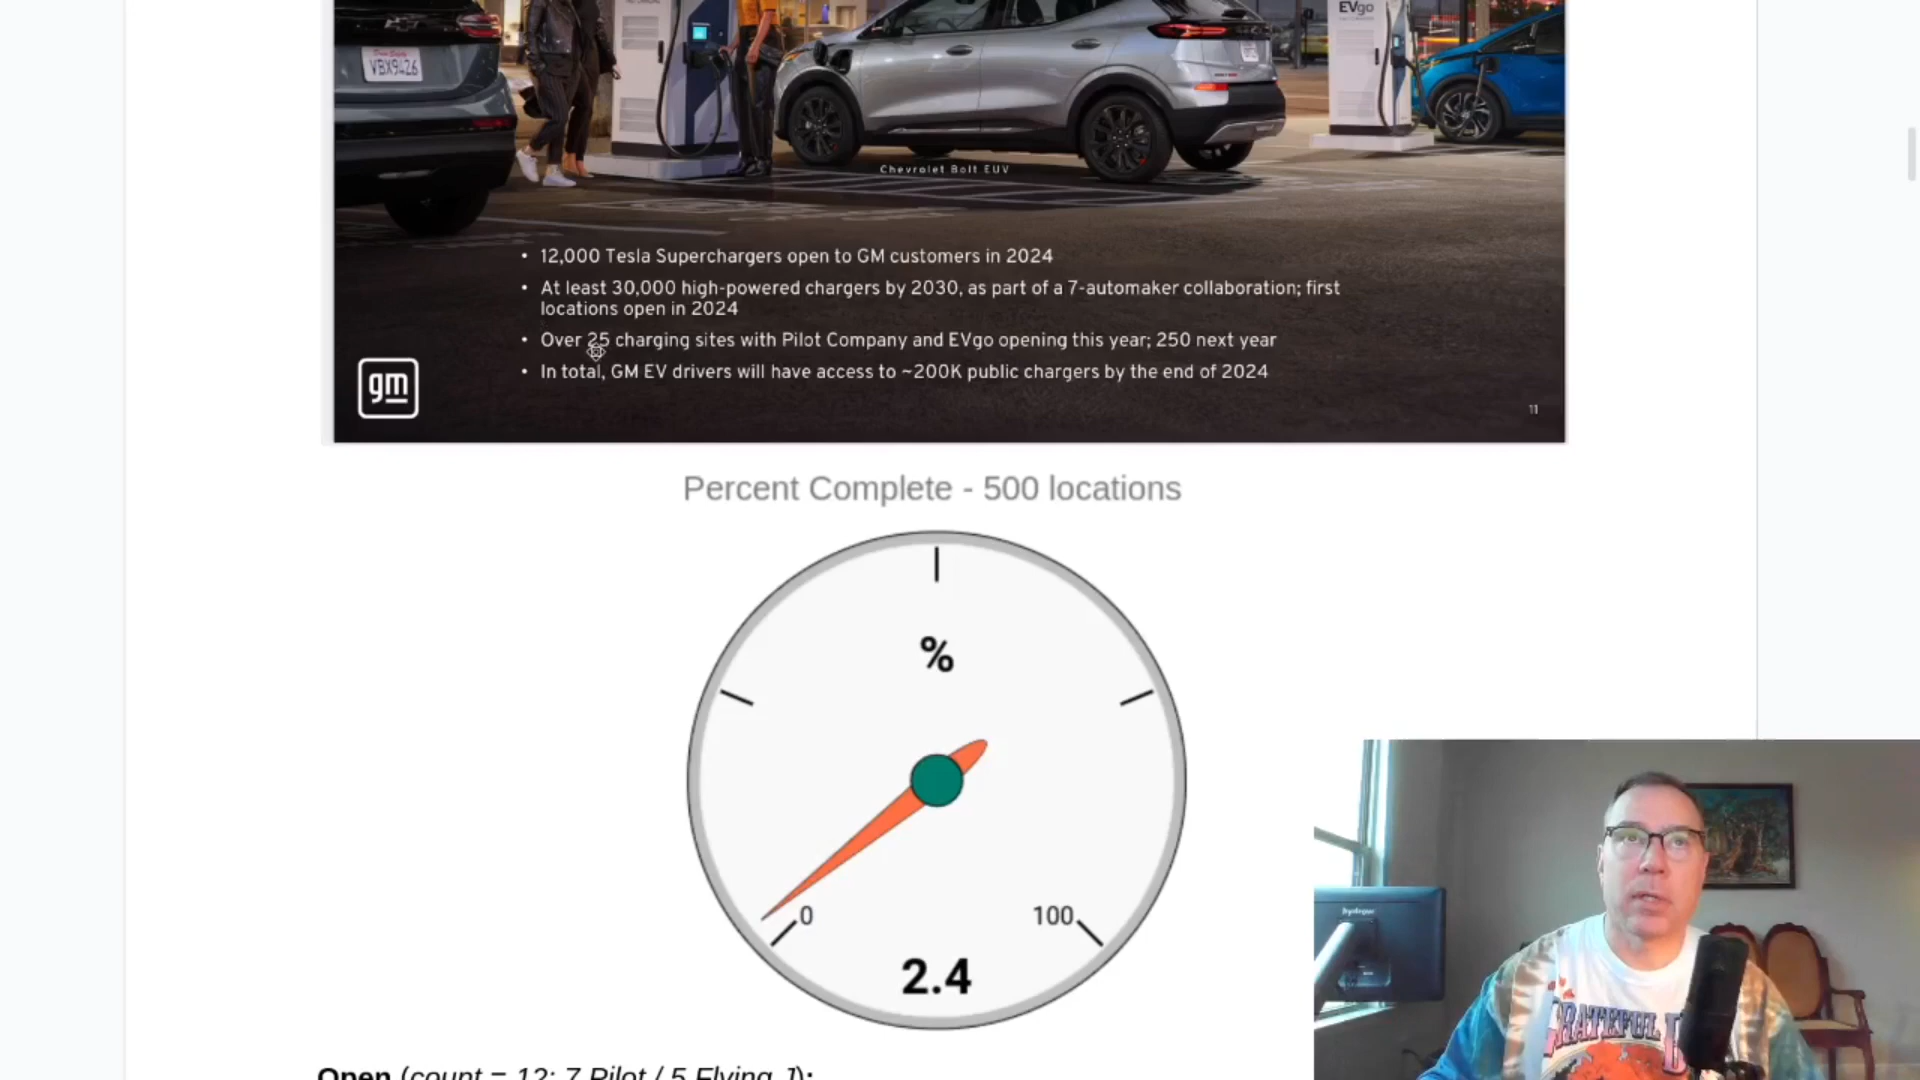 EVgo
VBX9426
Chevrolet Bolt EUV
• 12,000 Tesla Superchargers open to GM customers in 2024
• At least 30,000 high-powered chargers by 2030, as part of a 7-automaker collaboration; first
locations open in 2024
• Over 25 charging sites with Pilot Company and EVgo opening this year; 250 next year
• In total, GM EV drivers will have access to ~200K public chargers by the end of 2024
gm
11
Percent Complete - 500 locations
%
0
100
2.4
Open (count = 12; 7 Pilot / 5 Flying J):
GRATEFUL D